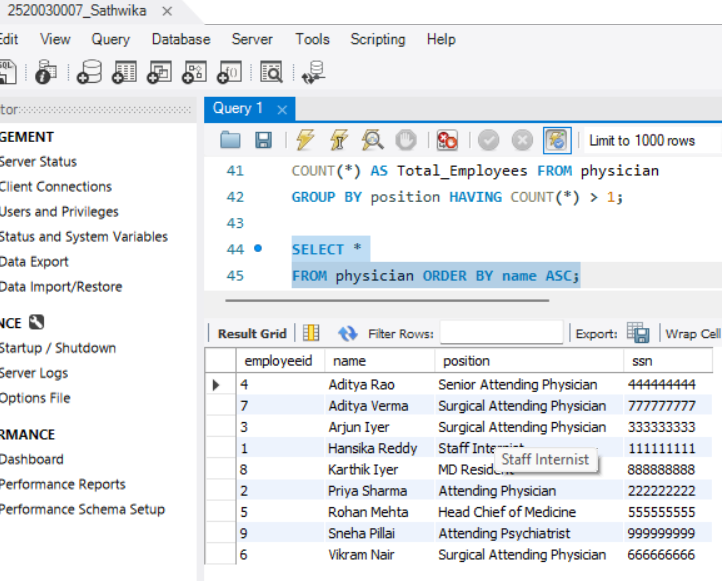 2520030007_Sathwika ×
Edit View Query Database Server Tools Scripting Help
Query 1 ×
GEMENT
Server Status
Client Connections
Users and Privileges
Status and System Variables
Data Export
Data Import/Restore
NCE
Startup / Shutdown
Server Logs
Options File
RMANCE
Dashboard
Performance Reports
Performance Schema Setup
Limit to 1000 rows
41 COUNT(*) AS Total_Employees FROM physician
42 GROUP BY position HAVING COUNT(*) > 1;
43
44 SELECT *
45 FROM physician ORDER BY name ASC;
Result Grid Filter Rows: Export: Wrap Cell
employeeid name position ssn
4 Aditya Rao Senior Attending Physician 444444444
7 Aditya Verma Surgical Attending Physician 777777777
3 Arjun Iyer Surgical Attending Physician 333333333
1 Hansika Reddy Staff Internist 111111111
Staff Internist
8 Karthik Iyer MD Resident 888888888
2 Priya Sharma Attending Physician 222222222
5 Rohan Mehta Head Chief of Medicine 555555555
9 Sneha Pillai Attending Psychiatrist 999999999
6 Vikram Nair Surgical Attending Physician 666666666